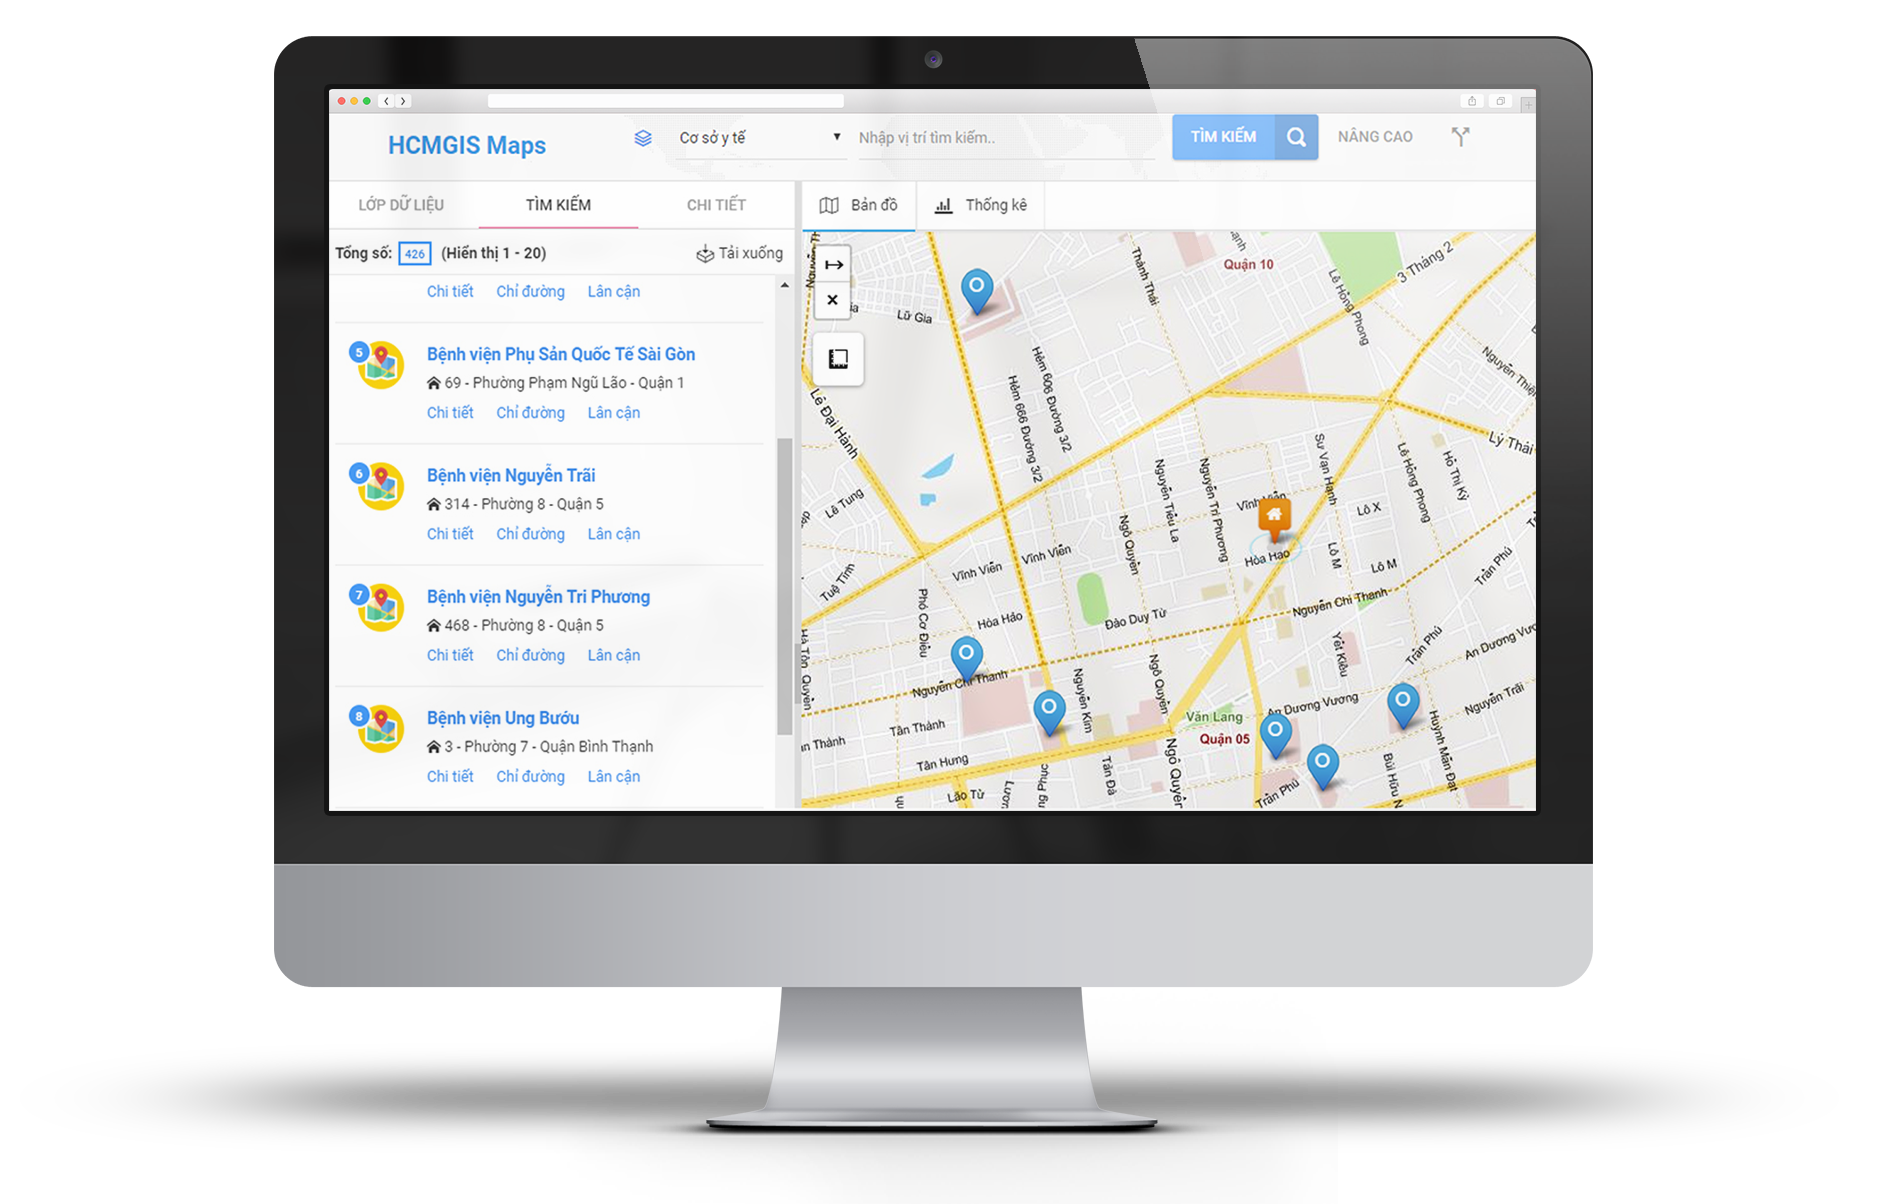 HCMGIS Maps
Cơ sở y tế
Nhập vị trí tìm kiếm..
TÌM KIẾM
NÂNG CAO
LỚP DỮ LIỆU
TÌM KIẾM
CHI TIẾT
Bản đồ
Thống kê
Tổng số: 426 (Hiển thị 1 - 20)
Tải xuống
Chi tiết Chỉ đường Lân cận
5
Bệnh viện Phụ Sản Quốc Tế Sài Gòn
69 - Phường Phạm Ngũ Lão - Quận 1
Chi tiết Chỉ đường Lân cận
6
Bệnh viện Nguyễn Trãi
314 - Phường 8 - Quận 5
Chi tiết Chỉ đường Lân cận
7
Bệnh viện Nguyễn Tri Phương
468 - Phường 8 - Quận 5
Chi tiết Chỉ đường Lân cận
8
Bệnh viện Ung Bướu
3 - Phường 7 - Quận Bình Thạnh
Chi tiết Chỉ đường Lân cận
Quận 10
3 Tháng 2
Thành Thái
Lê Hồng Phong
Lữ Gia
Hẻm 606 Đường 3/2
Hẻm 666 Đường 3/2
Lê Đại Hành
Lý Thái
Sư Vạn Hạnh
Lê Hồng Phong
Hồ Thị Kỷ
Nguyễn Tiểu La
Nguyễn Tri Phương
Vĩnh Viễn
Lê Tung
Lô X
Ngô Quyền
Vĩnh Viễn
Vĩnh Viễn
Hòa Hao
Lô M
Lô M
Trần Phú
Tuệ Tĩnh
Phó Cơ Điều
Hòa Hảo
Đào Duy Từ
Nguyễn Chí Thanh
Yết Kiêu
Trần Phú
An Dương Vươ
Nguyễn Chí Thanh
Nguyễn Kim
Ngô Quyền
An Dương Vương
Nguyễn Trãi
Văn Lang
Quận 05
Tân Thành
Tân Hưng
Tản Đà
Ngô Quyền
Huỳnh Mẫn Đạt
Bùi Hữu N
Lão Tử
Trần Phú